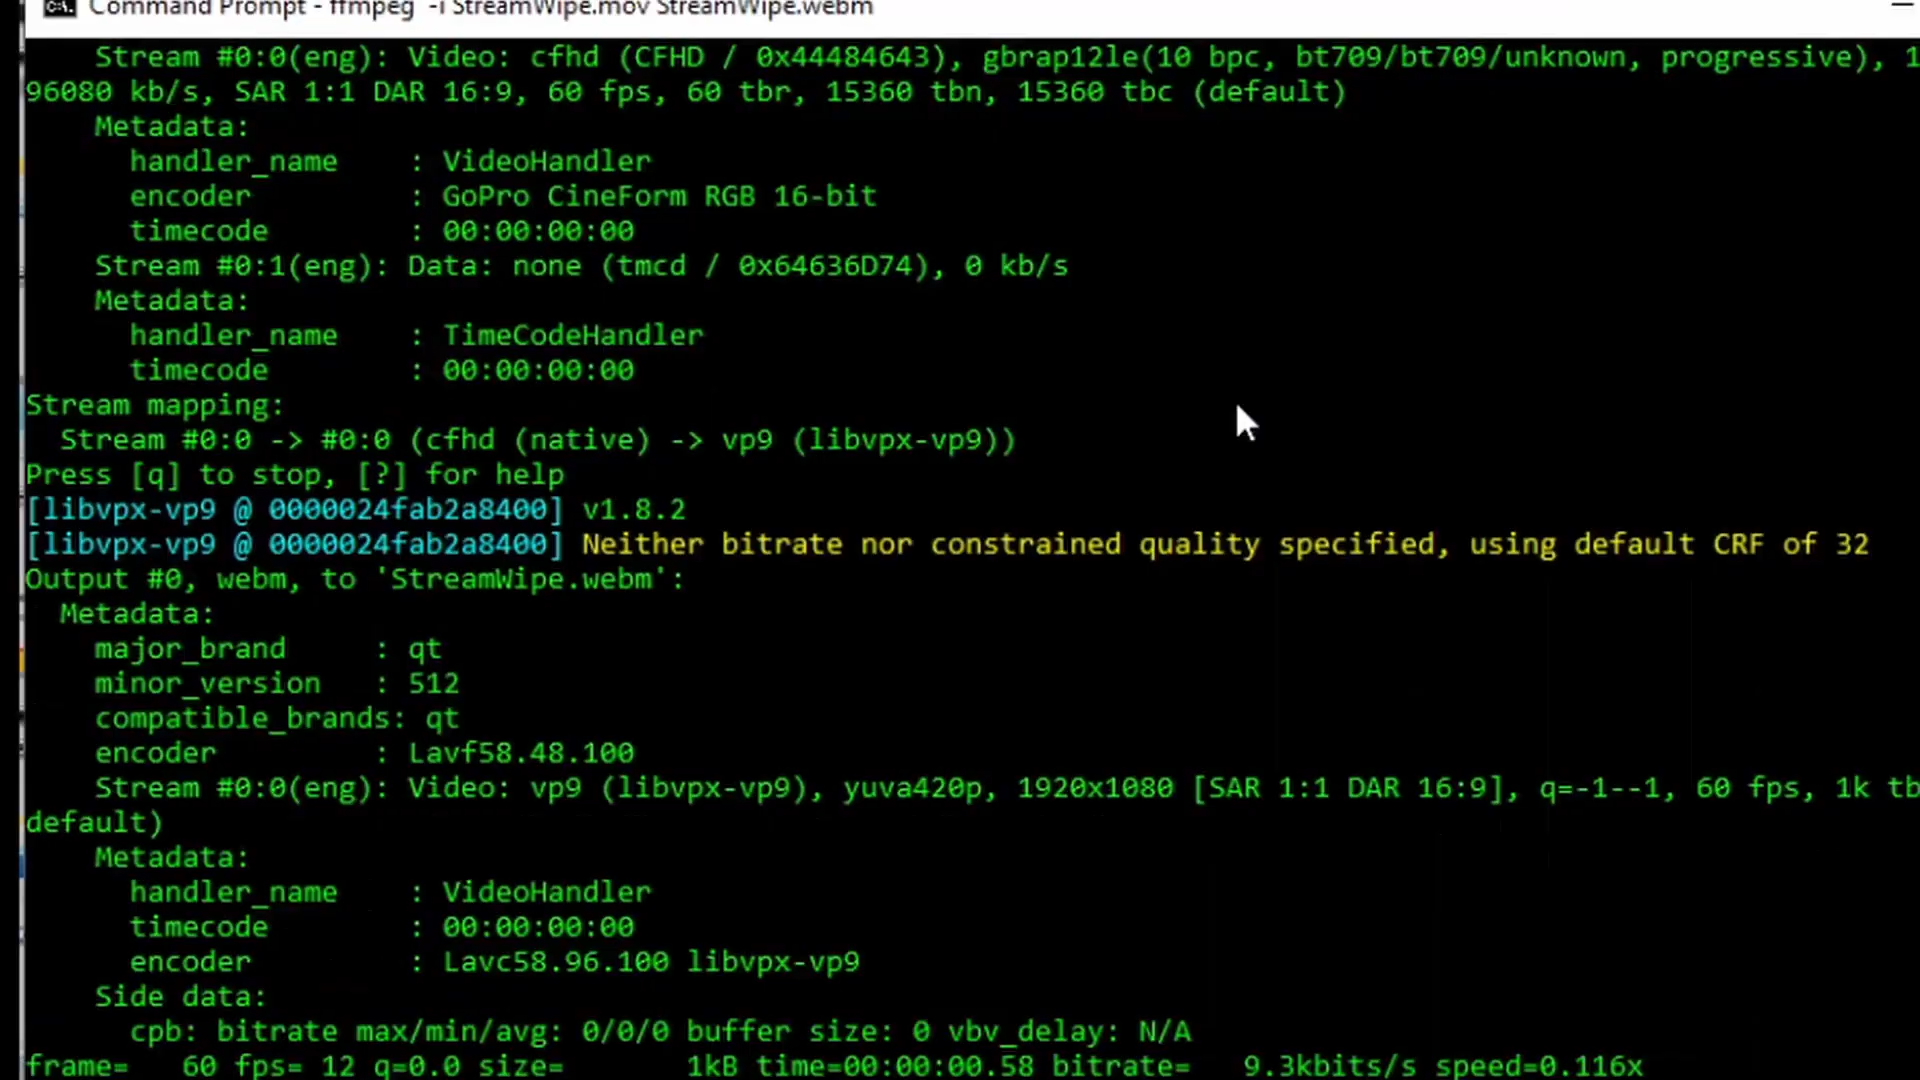 Command Prompt - ffmpeg  -i StreamWipe.mov StreamWipe.webm
Stream #0:0(eng): Video: cfhd (CFHD / 0x44484643), gbrap12le(10 bpc, bt709/bt709/unknown, progressive), 1
96080 kb/s, SAR 1:1 DAR 16:9, 60 fps, 60 tbr, 15360 tbn, 15360 tbc (default)
Metadata:
handler_name    : VideoHandler
encoder         : GoPro CineForm RGB 16-bit
timecode        : 00:00:00:00
Stream #0:1(eng): Data: none (tmcd / 0x64636D74), 0 kb/s
Metadata:
handler_name    : TimeCodeHandler
timecode        : 00:00:00:00
Stream mapping:
Stream #0:0 -> #0:0 (cfhd (native) -> vp9 (libvpx-vp9))
Press [q] to stop, [?] for help
[libvpx-vp9 @ 0000024fab2a8400] v1.8.2
[libvpx-vp9 @ 0000024fab2a8400] Neither bitrate nor constrained quality specified, using default CRF of 32
Output #0, webm, to 'StreamWipe.webm':
Metadata:
major_brand     : qt
minor_version   : 512
compatible_brands: qt
encoder         : Lavf58.48.100
Stream #0:0(eng): Video: vp9 (libvpx-vp9), yuva420p, 1920x1080 [SAR 1:1 DAR 16:9], q=-1--1, 60 fps, 1k tb
default)
Metadata:
handler_name    : VideoHandler
timecode        : 00:00:00:00
encoder         : Lavc58.96.100 libvpx-vp9
Side data:
cpb: bitrate max/min/avg: 0/0/0 buffer size: 0 vbv_delay: N/A
frame=   60 fps= 12 q=0.0 size=       1kB time=00:00:00.58 bitrate=   9.3kbits/s speed=0.116x